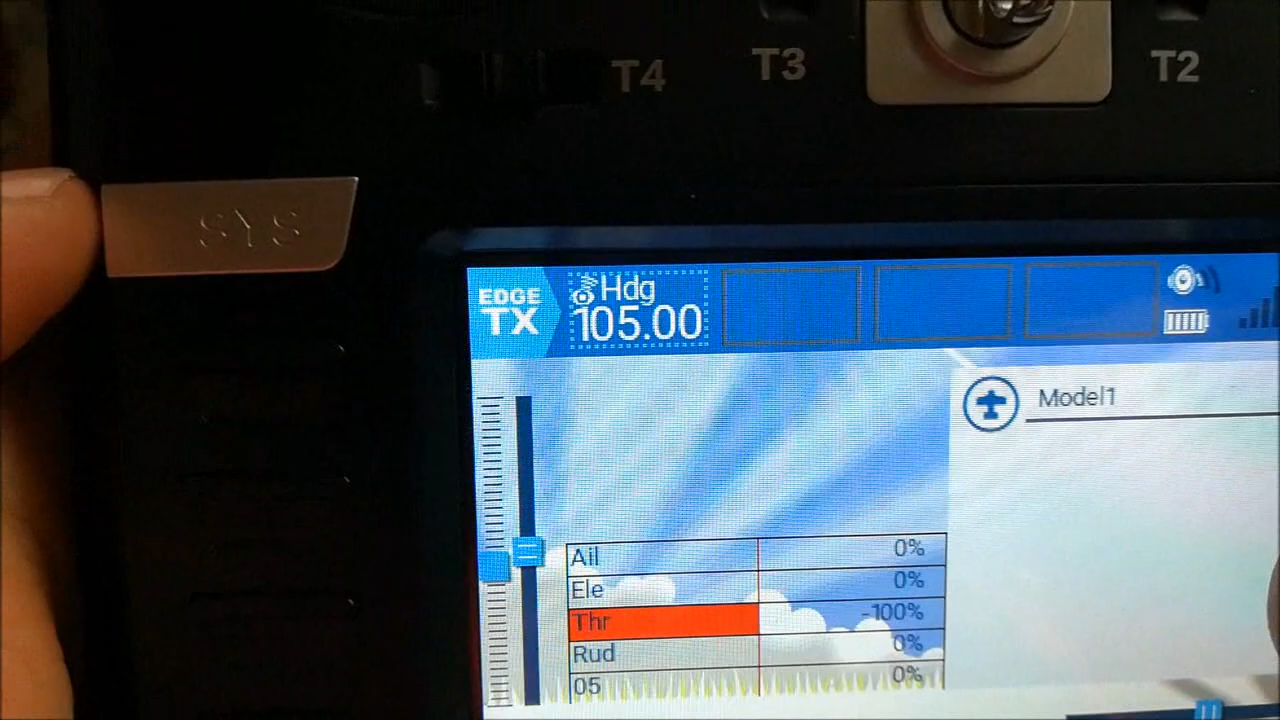 T4 T3 T2
SYS
EDGE TX
Hdg
105.00
Model1
Ail 0%
Ele 0%
Thr -100%
Rud 0%
05 0%